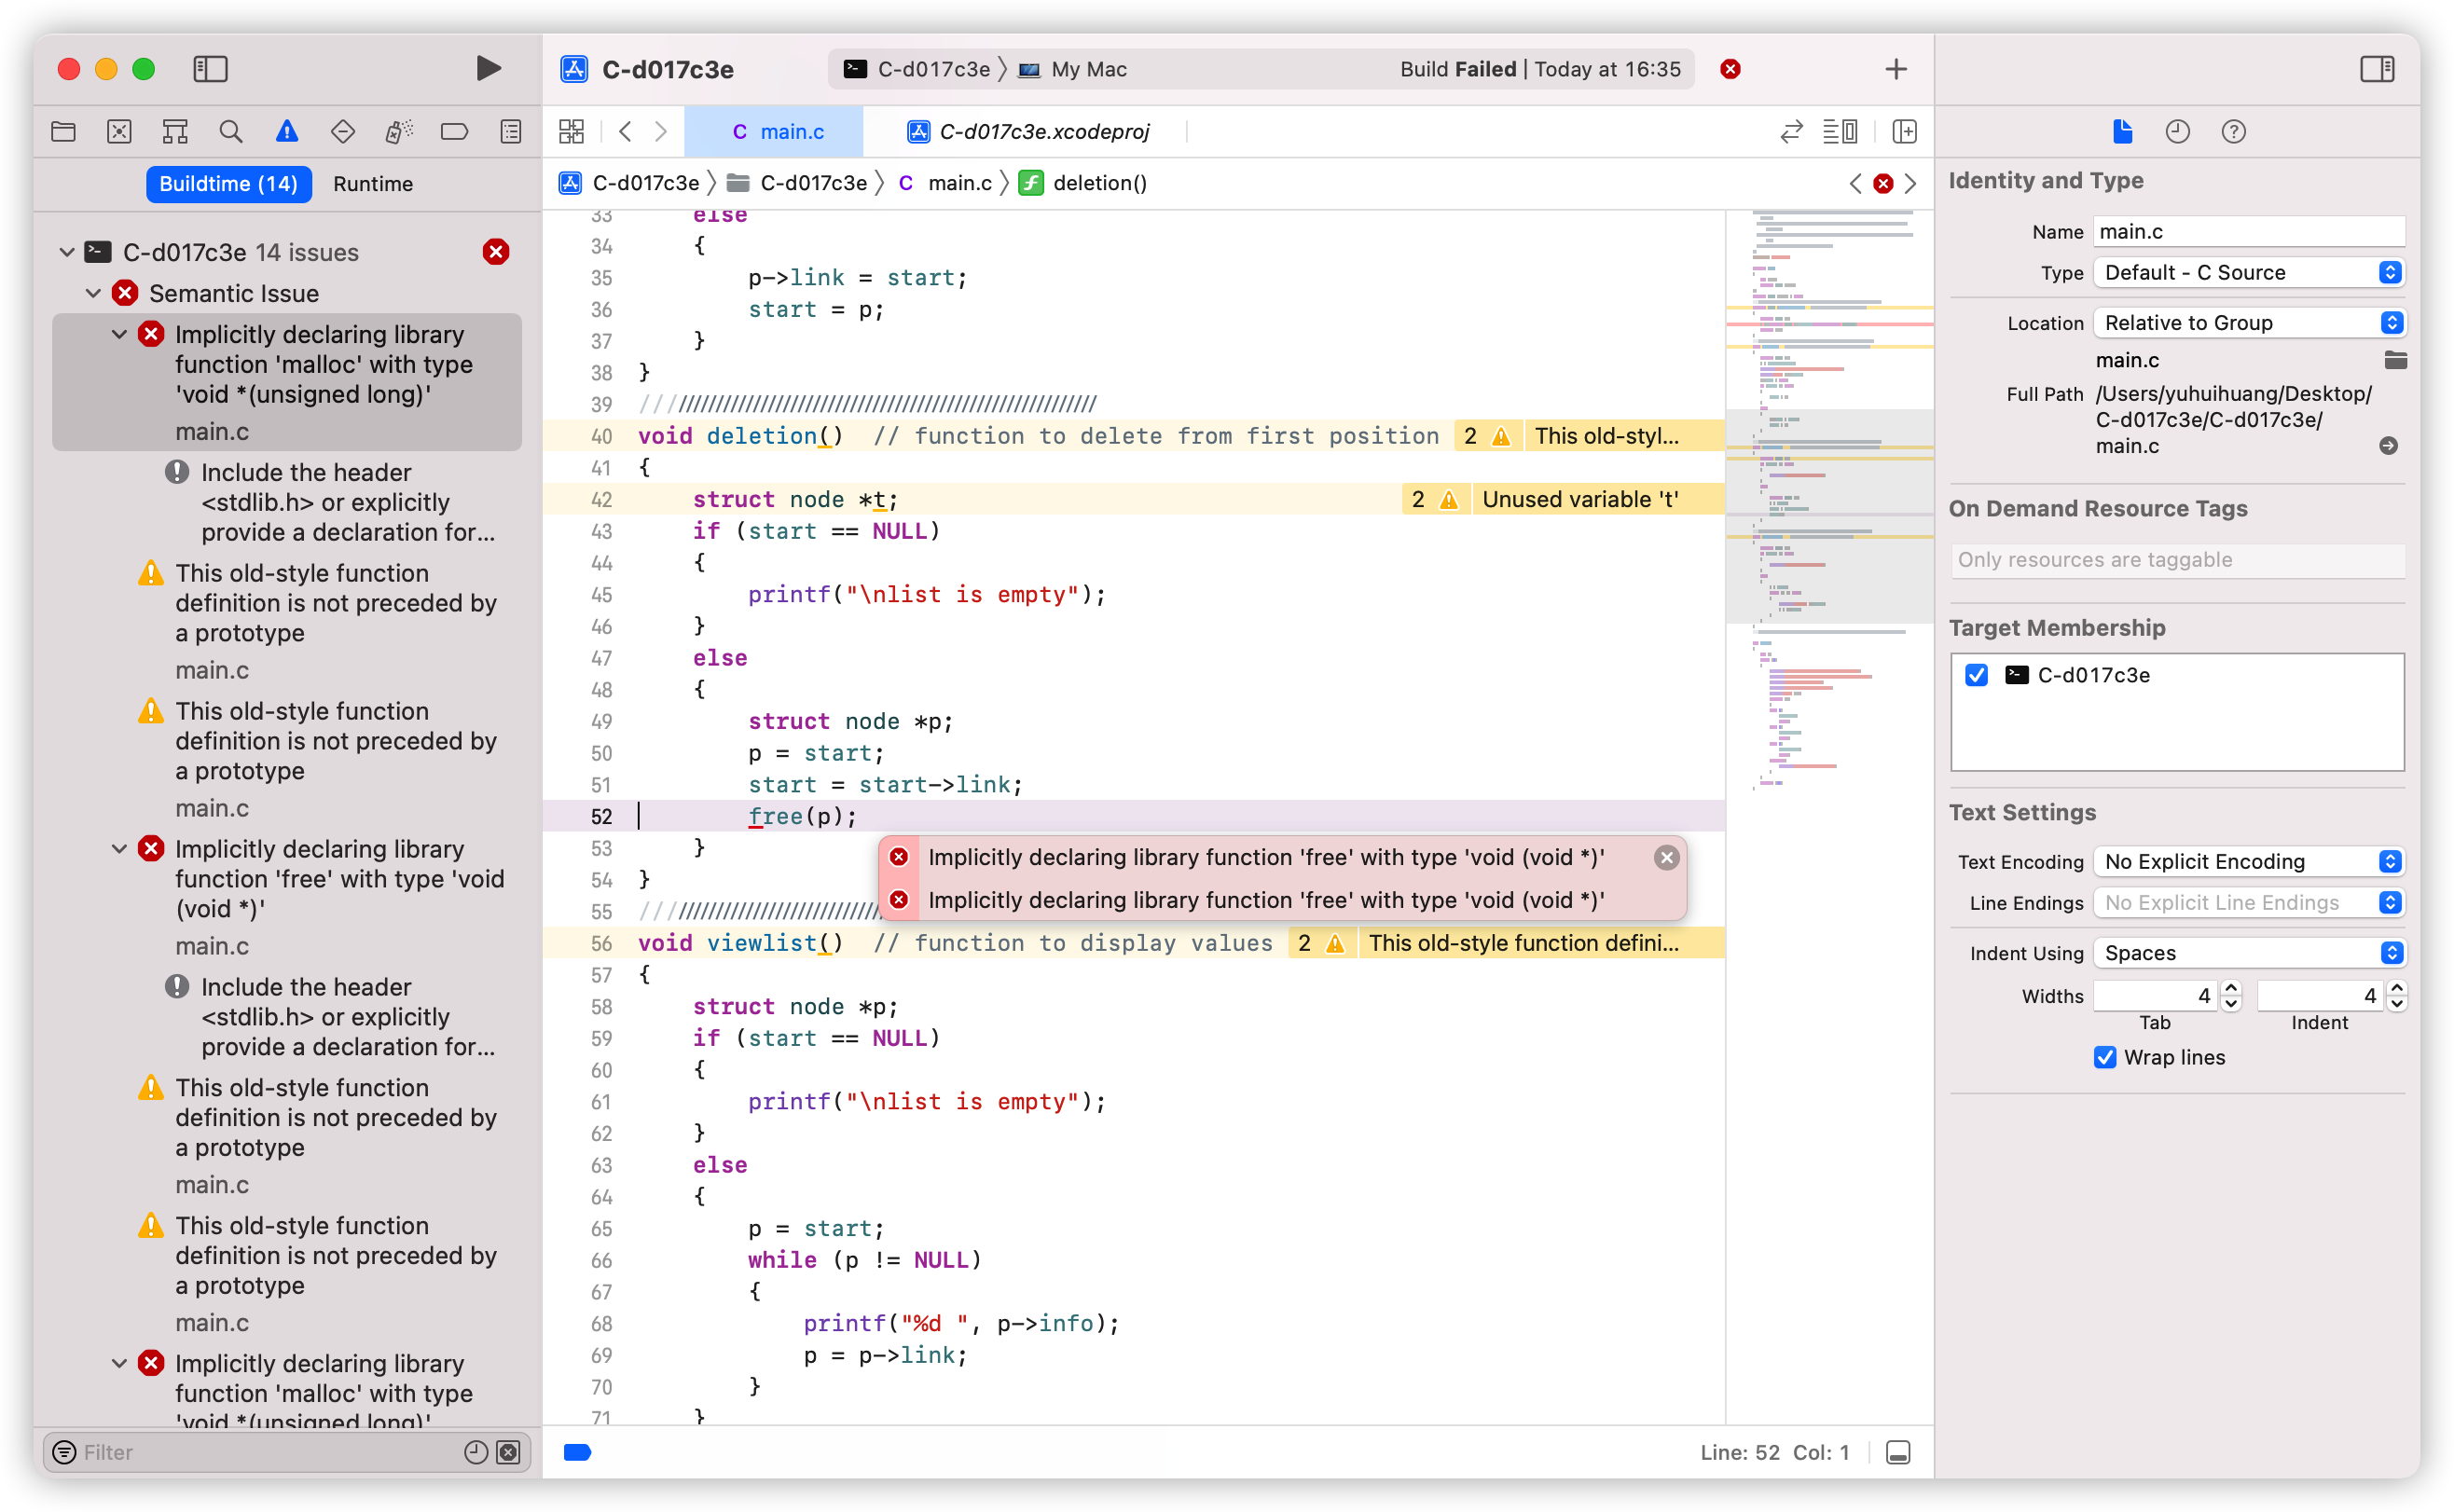 C-d017c3e
C-d017c3e
My Mac
Build Failed | Today at 16:35
Buildtime (14)
Runtime
C-d017c3e 14 issues
Semantic Issue
Implicitly declaring library
function 'malloc' with type
'void *(unsigned long)'
main.c
Include the header
<stdlib.h> or explicitly
provide a declaration for...
This old-style function
definition is not preceded by
a prototype
main.c
This old-style function
definition is not preceded by
a prototype
main.c
Implicitly declaring library
function 'free' with type 'void
(void *)'
main.c
Include the header
<stdlib.h> or explicitly
provide a declaration for...
This old-style function
definition is not preceded by
a prototype
main.c
This old-style function
definition is not preceded by
a prototype
main.c
Implicitly declaring library
function 'malloc' with type
'void *(unsigned long)'
Filter
C main.c
C-d017c3e.xcodeproj
C-d017c3e
C-d017c3e
C main.c
deletion()
33 else
34 {
35 p->link = start;
36 start = p;
37 }
38 }
39 /////////////////////////////////////////////////////
40 void deletion() // function to delete from first position 2 This old-styl...
41 {
42 struct node *t; 2 Unused variable 't'
43 if (start == NULL)
44 {
45 printf("\nlist is empty");
46 }
47 else
48 {
49 struct node *p;
50 p = start;
51 start = start->link;
52 free(p);
53 }
Implicitly declaring library function 'free' with type 'void (void *)'
Implicitly declaring library function 'free' with type 'void (void *)'
54 }
55 /////////////////////////////
56 void viewlist() // function to display values 2 This old-style function defini...
57 {
58 struct node *p;
59 if (start == NULL)
60 {
61 printf("\nlist is empty");
62 }
63 else
64 {
65 p = start;
66 while (p != NULL)
67 {
68 printf("%d ", p->info);
69 p = p->link;
70 }
71 }
Line: 52 Col: 1
Identity and Type
Name main.c
Type Default - C Source
Location Relative to Group
main.c
Full Path /Users/yuhuihuang/Desktop/
C-d017c3e/C-d017c3e/
main.c
On Demand Resource Tags
Only resources are taggable
Target Membership
C-d017c3e
Text Settings
Text Encoding No Explicit Encoding
Line Endings No Explicit Line Endings
Indent Using Spaces
Widths 4 4
Tab Indent
Wrap lines